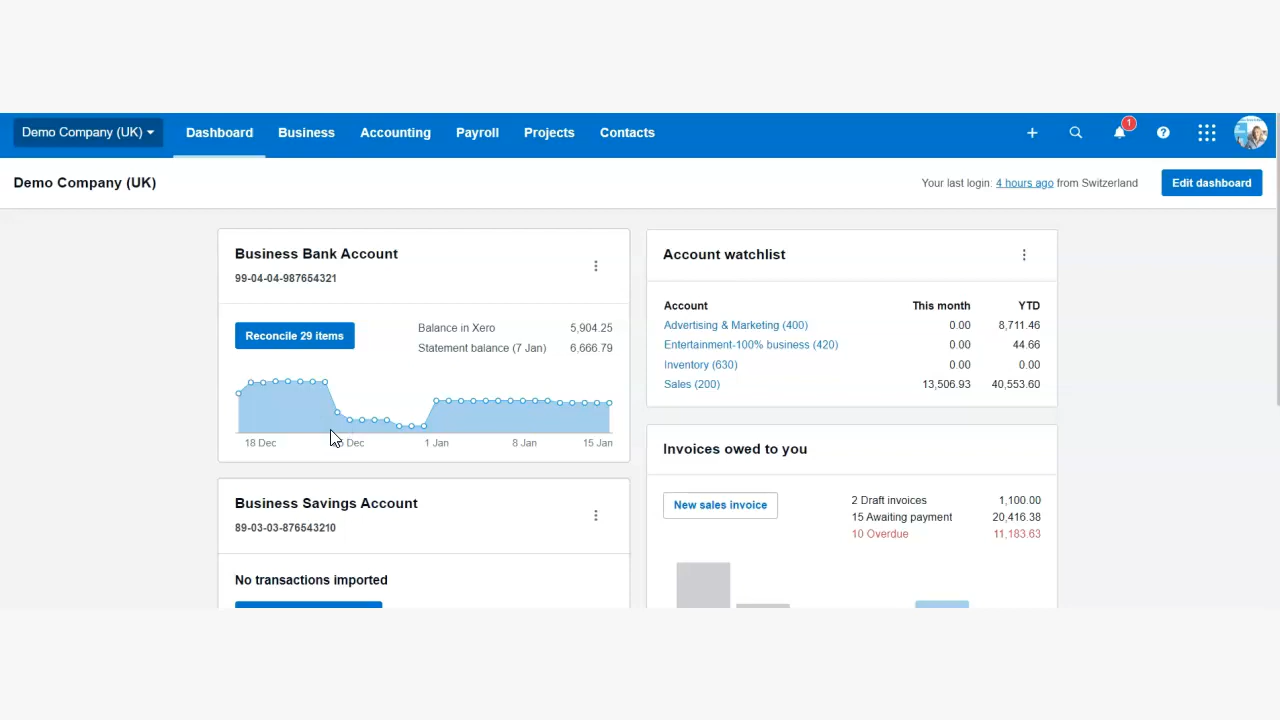 Demo Company (UK)
Dashboard
Business
Accounting
Payroll
Projects
Contacts
1
Demo Company (UK)
Your last login: 4 hours ago from Switzerland
Edit dashboard
Business Bank Account
99-04-04-987654321
Reconcile 29 items
Balance in Xero 5,904.25
Statement balance (7 Jan) 6,666.79
18 Dec Dec 1 Jan 8 Jan 15 Jan
Business Savings Account
89-03-03-876543210
No transactions imported
Account watchlist
Account This month YTD
Advertising & Marketing (400) 0.00 8,711.46
Entertainment-100% business (420) 0.00 44.66
Inventory (630) 0.00 0.00
Sales (200) 13,506.93 40,553.60
Invoices owed to you
New sales invoice
2 Draft invoices 1,100.00
15 Awaiting payment 20,416.38
10 Overdue 11,183.63